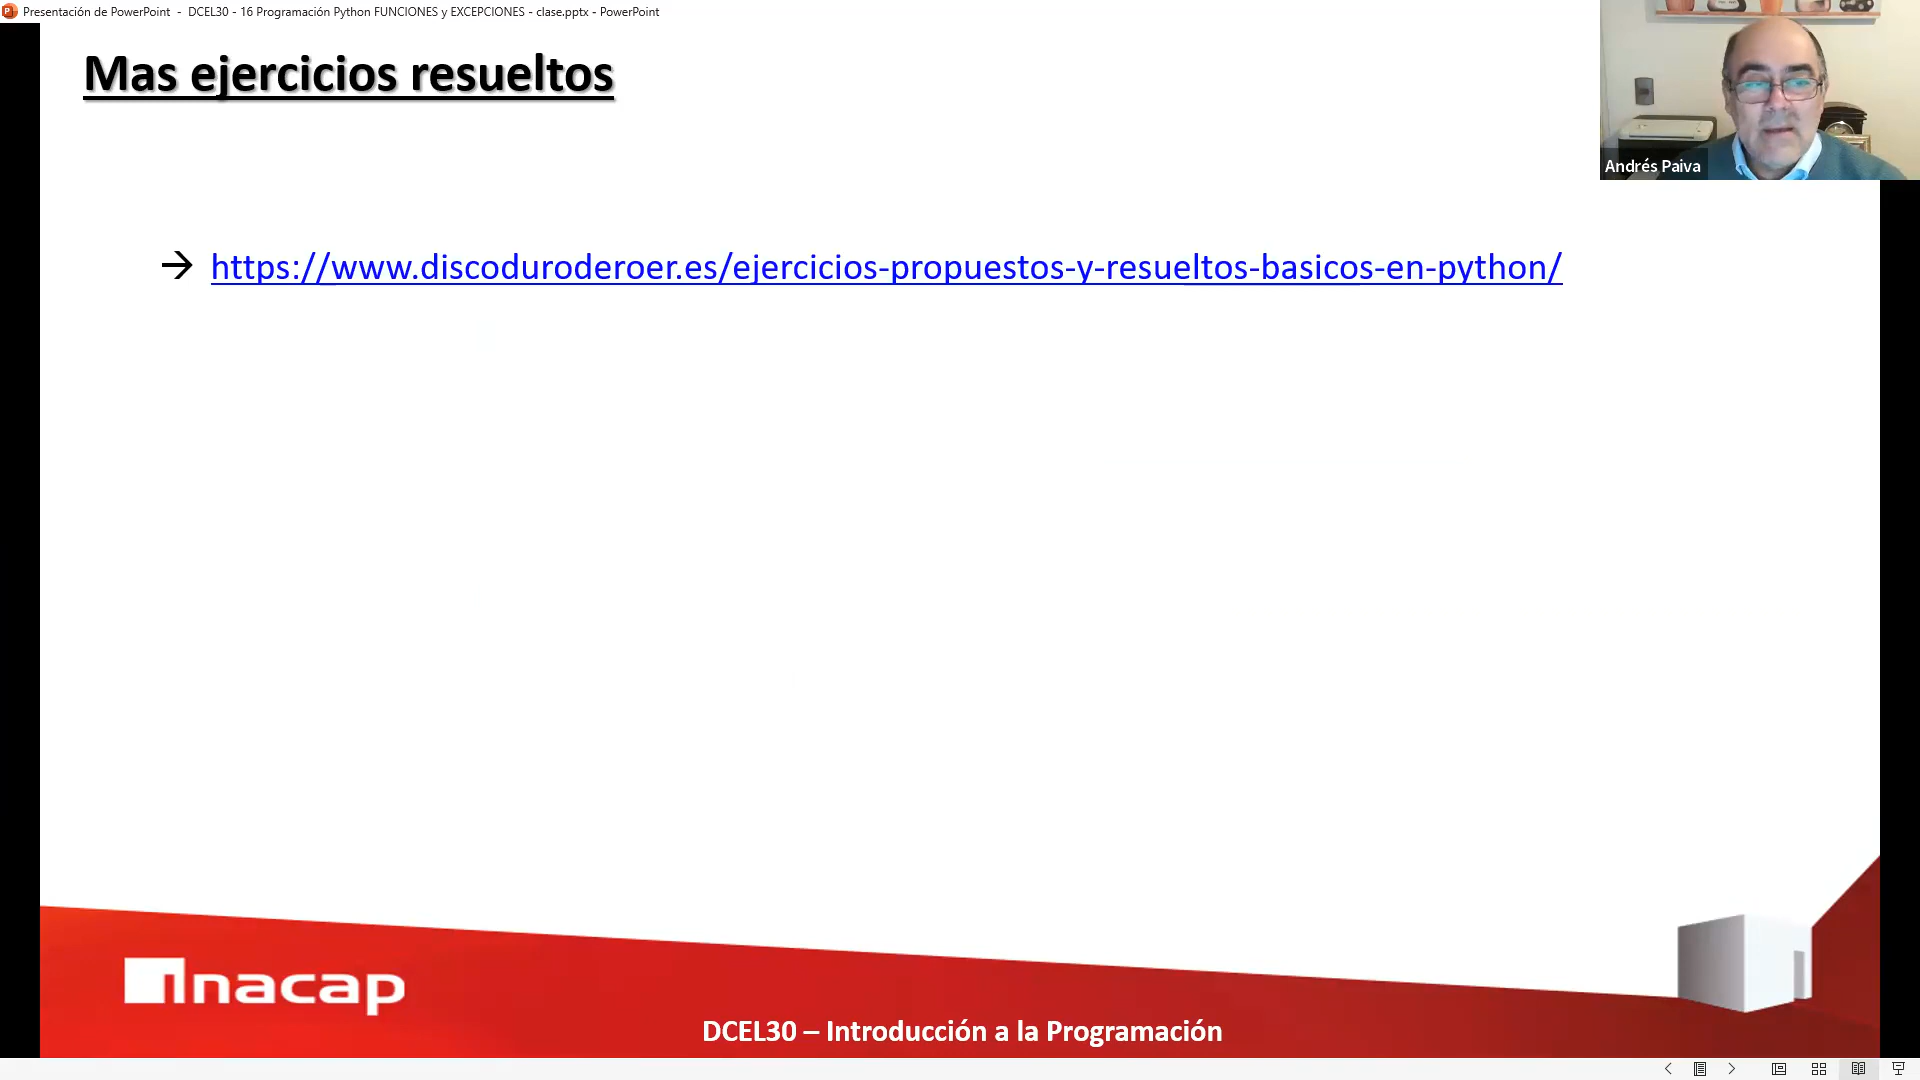 Presentación de PowerPoint - DCEL30 - 16 Programación Python FUNCIONES y EXCEPCIONES - clase.pptx - PowerPoint
Mas ejercicios resueltos
Andrés Paiva
→ https://www.discoduroderoer.es/ejercicios-propuestos-y-resueltos-basicos-en-python/
Inacap
DCEL30 – Introducción a la Programación